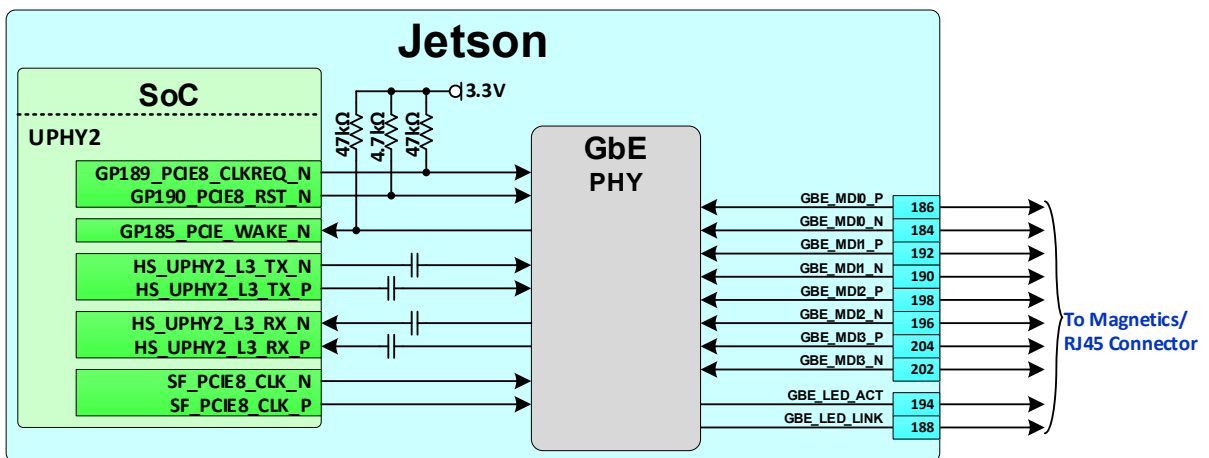 Jetson
SoC
UPHY2
3.3V
47kΩ
4.7kΩ
47kΩ
GP189_PCIE8_CLKREQ_N
GP190_PCIE8_RST_N
GP185_PCIE_WAKE_N
HS_UPHY2_L3_TX_N
HS_UPHY2_L3_TX_P
HS_UPHY2_L3_RX_N
HS_UPHY2_L3_RX_P
SF_PCIE8_CLK_N
SF_PCIE8_CLK_P
GbE
PHY
GBE_MDI0_P 186
GBE_MDI0_N 184
GBE_MDI1_P 192
GBE_MDI1_N 190
GBE_MDI2_P 198
GBE_MDI2_N 196
GBE_MDI3_P 204
GBE_MDI3_N 202
GBE_LED_ACT 194
GBE_LED_LINK 188
To Magnetics/
RJ45 Connector